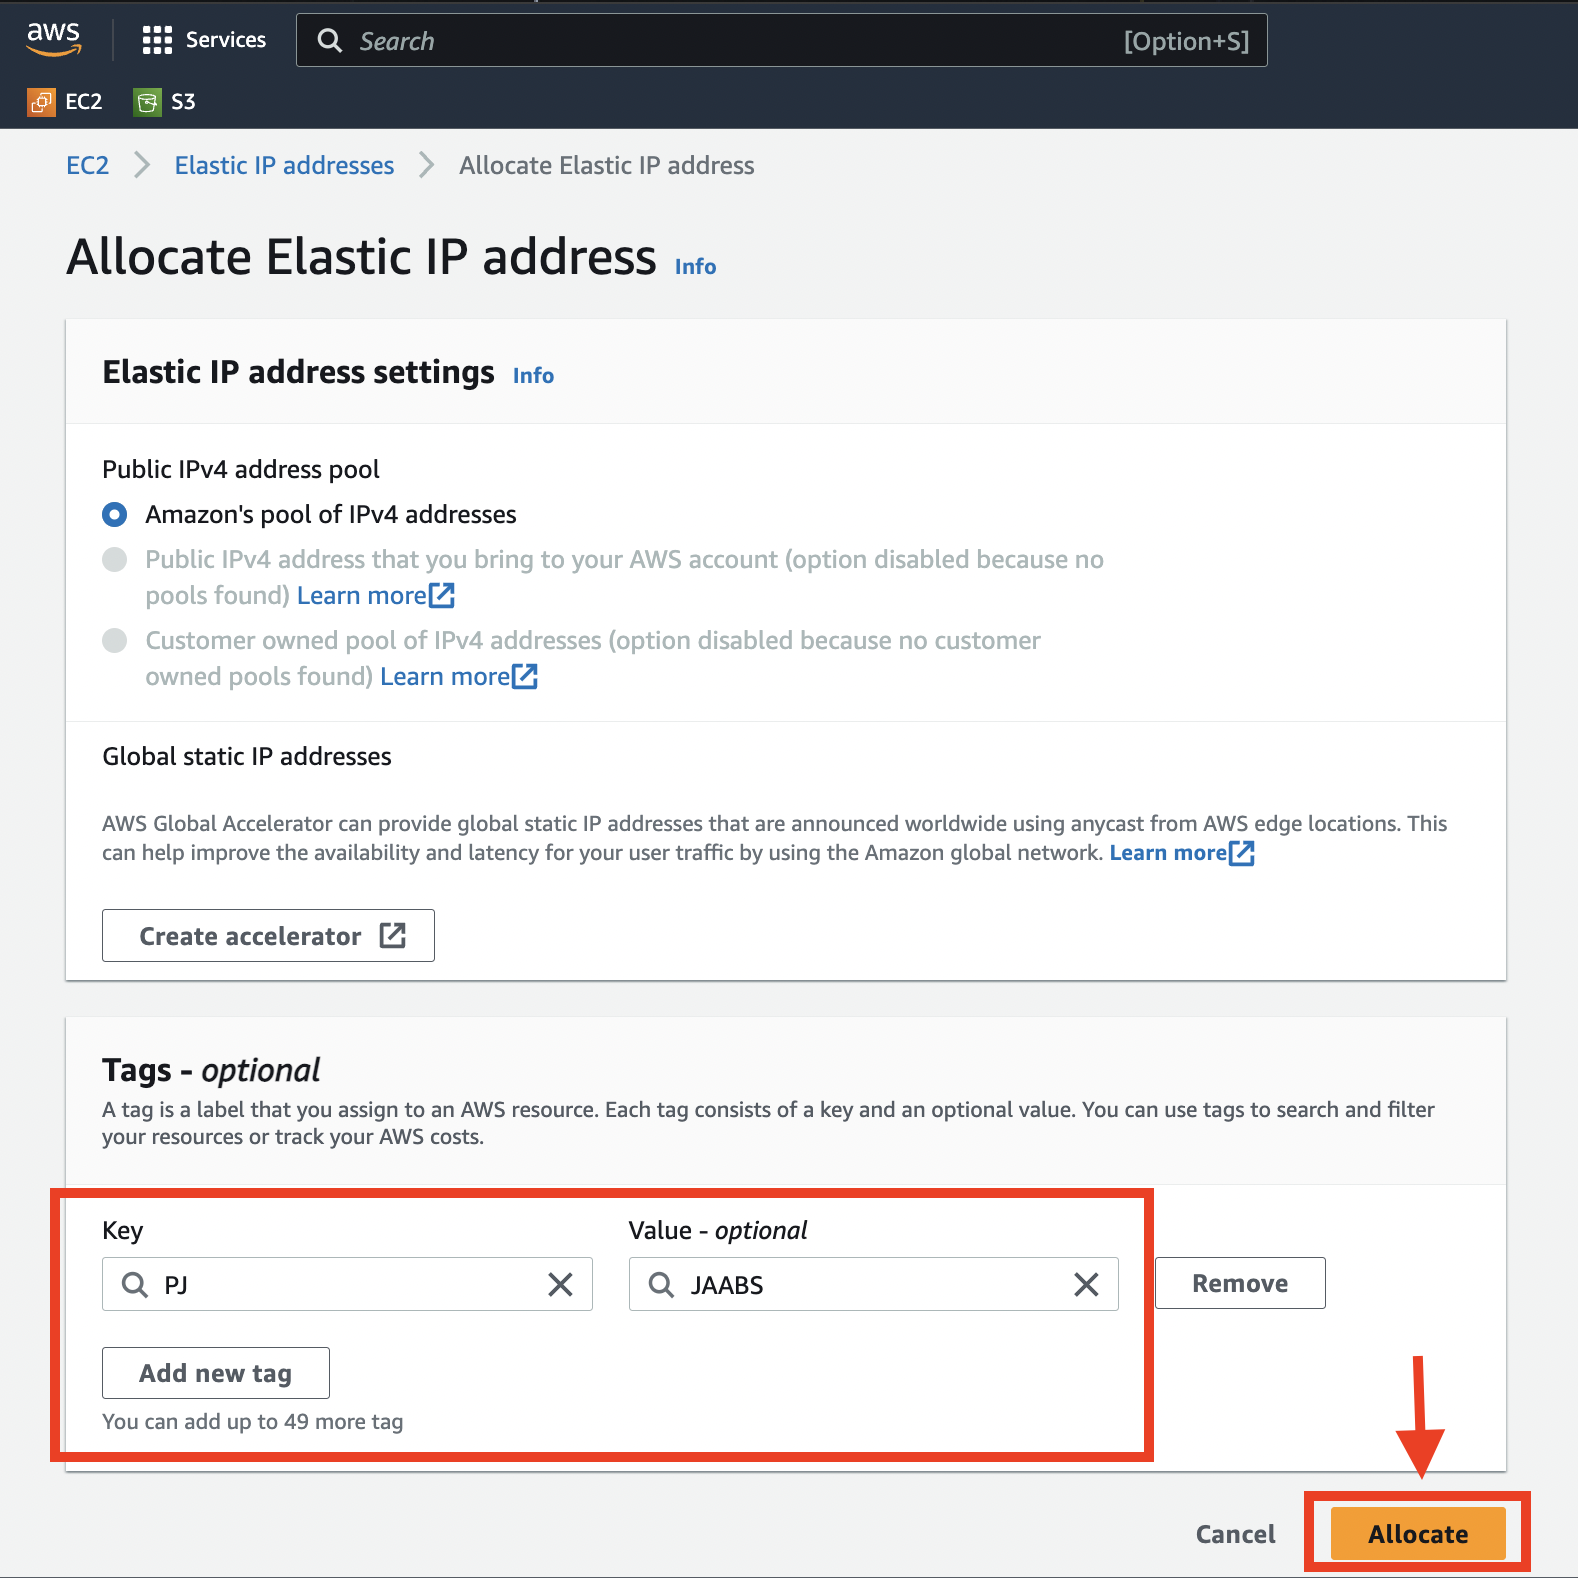 aws
Services
Search
[Option+S]
EC2
S3
EC2
Elastic IP addresses
Allocate Elastic IP address
Allocate Elastic IP address Info
Elastic IP address settings Info
Public IPv4 address pool
Amazon's pool of IPv4 addresses
Public IPv4 address that you bring to your AWS account (option disabled because no
pools found) Learn more
Customer owned pool of IPv4 addresses (option disabled because no customer
owned pools found) Learn more
Global static IP addresses
AWS Global Accelerator can provide global static IP addresses that are announced worldwide using anycast from AWS edge locations. This
can help improve the availability and latency for your user traffic by using the Amazon global network. Learn more
Create accelerator
Tags - optional
A tag is a label that you assign to an AWS resource. Each tag consists of a key and an optional value. You can use tags to search and filter
your resources or track your AWS costs.
Key
Value - optional
PJ
JAABS
Remove
Add new tag
You can add up to 49 more tag
Cancel
Allocate